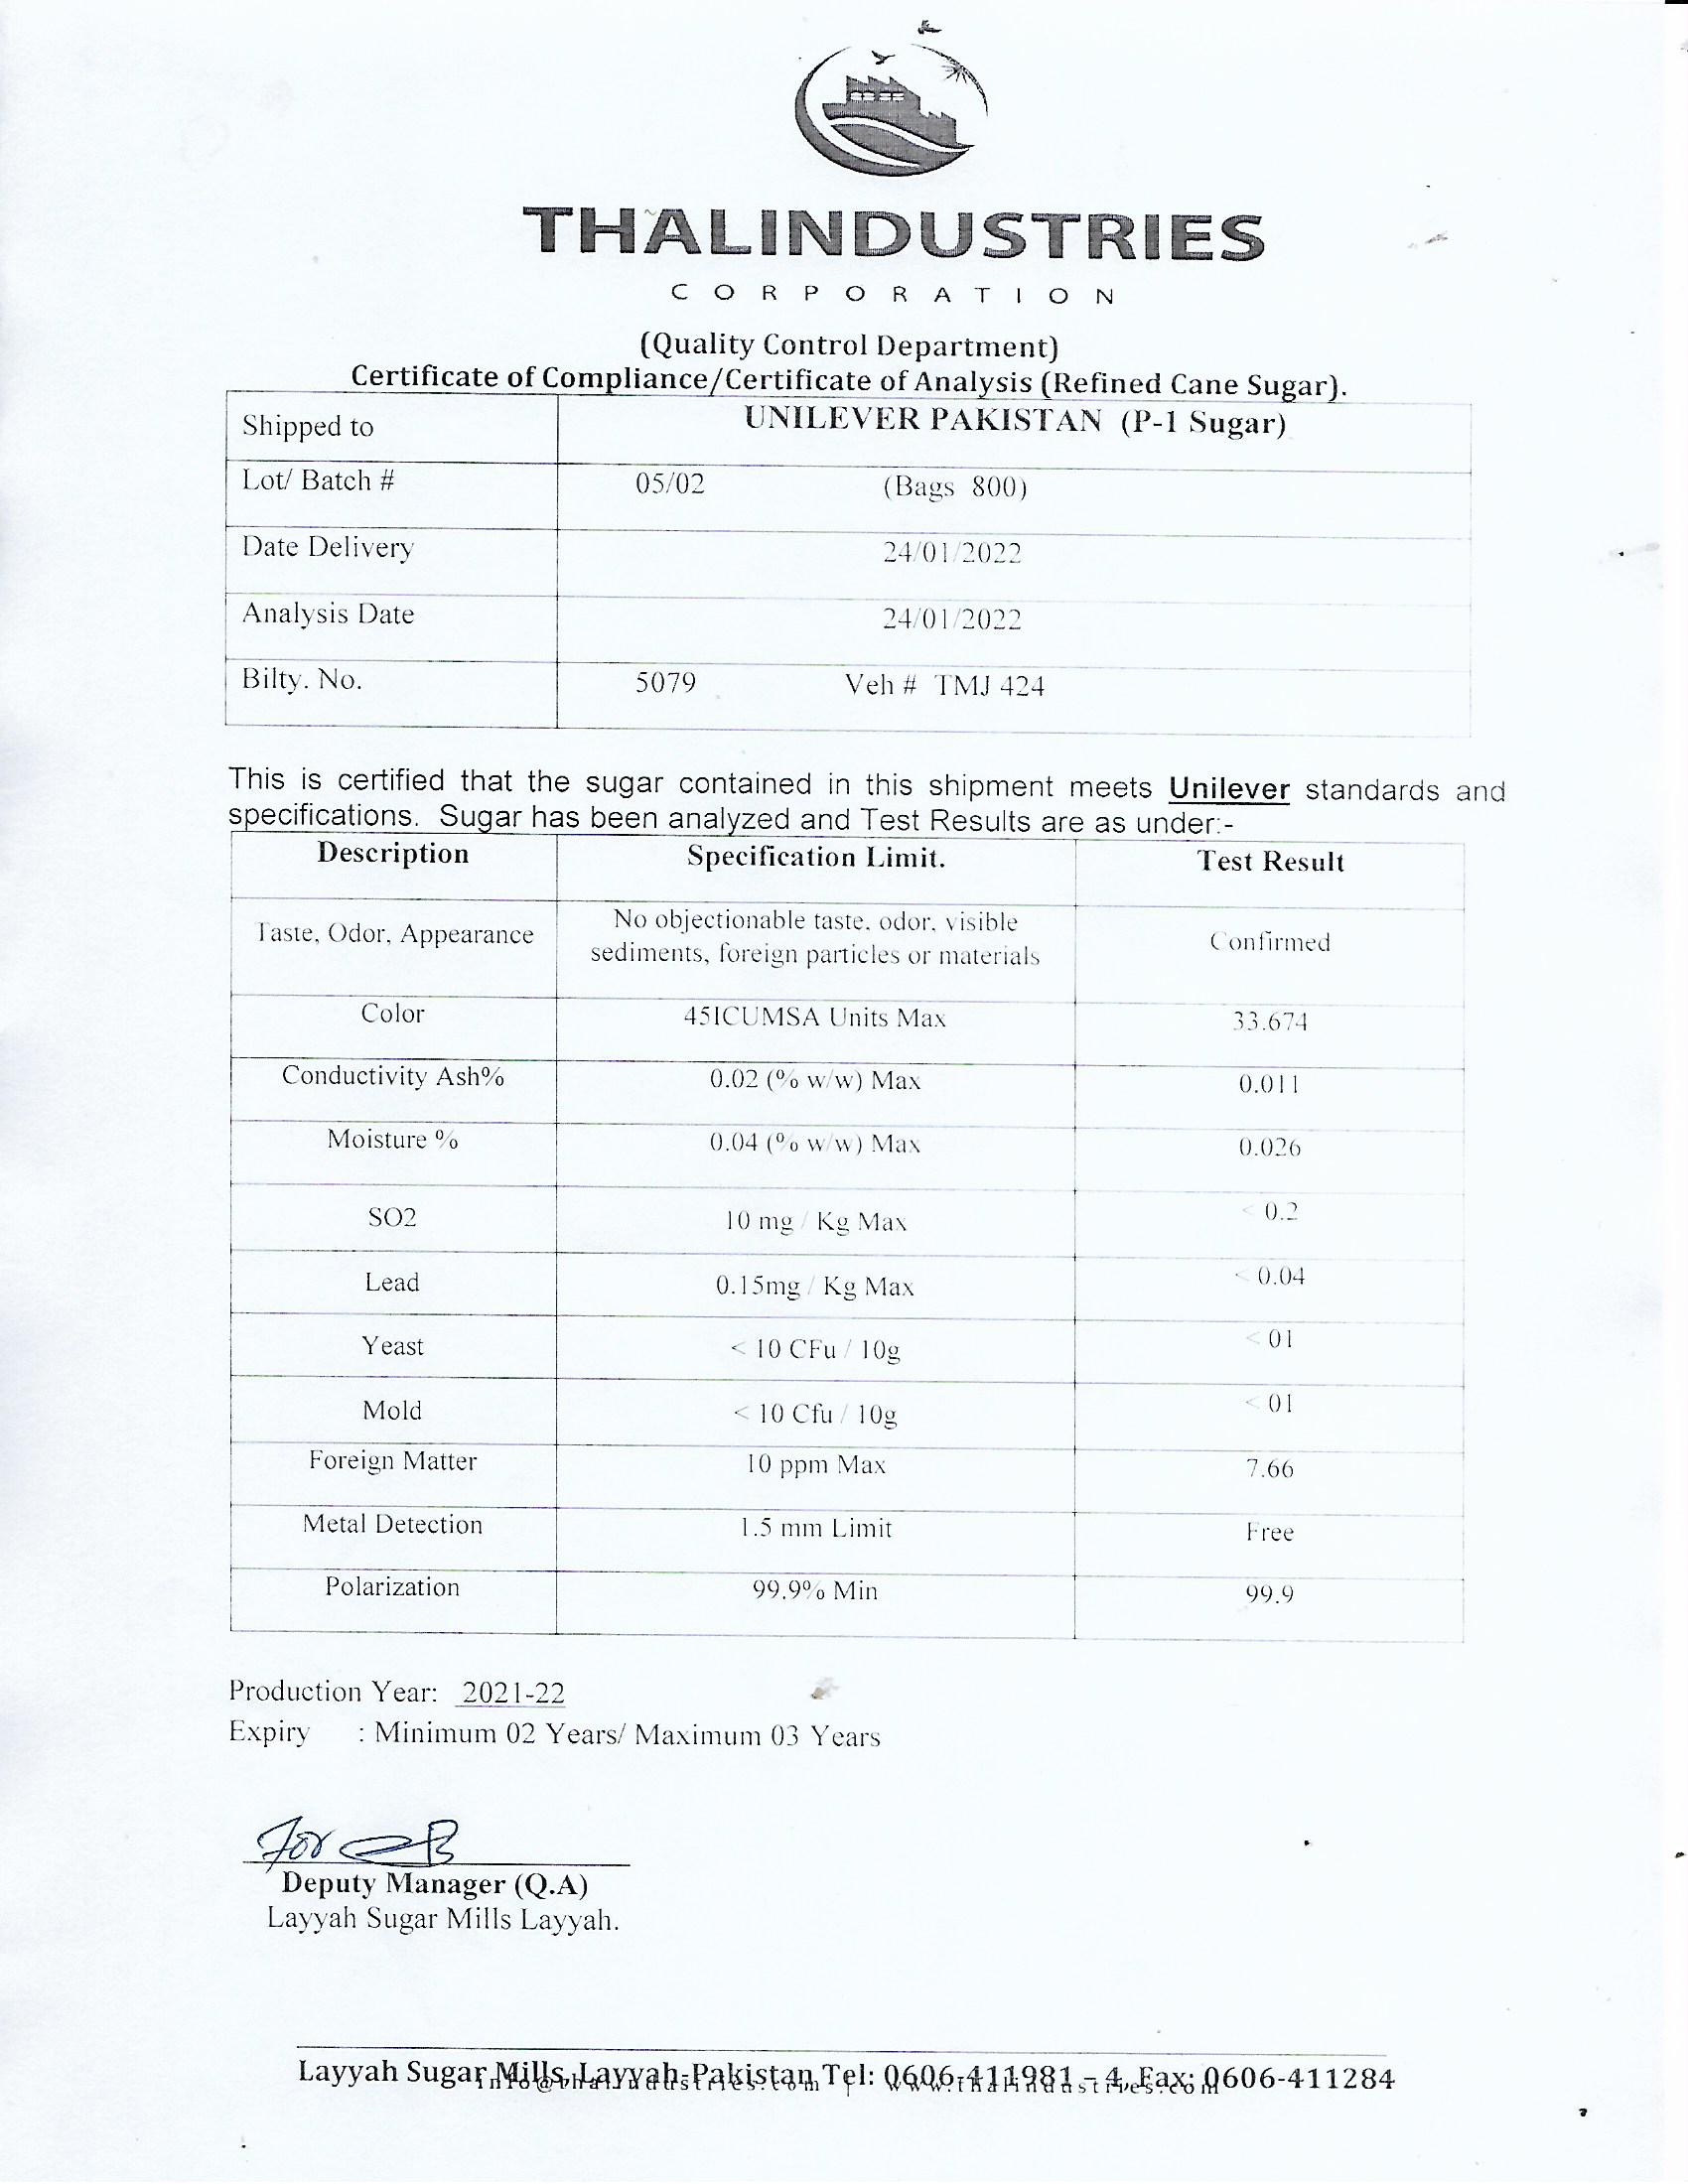 THALINDUSTRIES
CORPORATION
(Quality Control Department)
Certificate of Compliance/Certificate of Analysis (Refined Cane Sugar).
Shipped to UNILEVER PAKISTAN (P-1 Sugar)
Lot/ Batch # 05/02 (Bags 800)
Date Delivery 24/01/2022
Analysis Date 24/01/2022
Bilty. No. 5079 Veh # TMJ 424
This is certified that the sugar contained in this shipment meets Unilever standards and
specifications. Sugar has been analyzed and Test Results are as under:-
Description Specification Limit. Test Result
Taste, Odor, Appearance No objectionable taste, odor, visible
sediments, foreign particles or materials Confirmed
Color 45ICUMSA Units Max 33.674
Conductivity Ash% 0.02 (% w/w) Max 0.011
Moisture % 0.04 (% w/w) Max 0.026
SO2 10 mg / Kg Max < 0.2
Lead 0.15mg / Kg Max < 0.04
Yeast < 10 CFu / 10g < 01
Mold < 10 Cfu / 10g < 01
Foreign Matter 10 ppm Max 7.66
Metal Detection 1.5 mm Limit Free
Polarization 99.9% Min 99.9
Production Year: 2021-22
Expiry : Minimum 02 Years/ Maximum 03 Years
For
Deputy Manager (Q.A)
Layyah Sugar Mills Layyah.
Layyah Sugar Mills, Layyah-Pakistan Tel: 0606-411981 – 4, Fax: 0606-411284
info@thalindustries.com | www.thalindustries.com